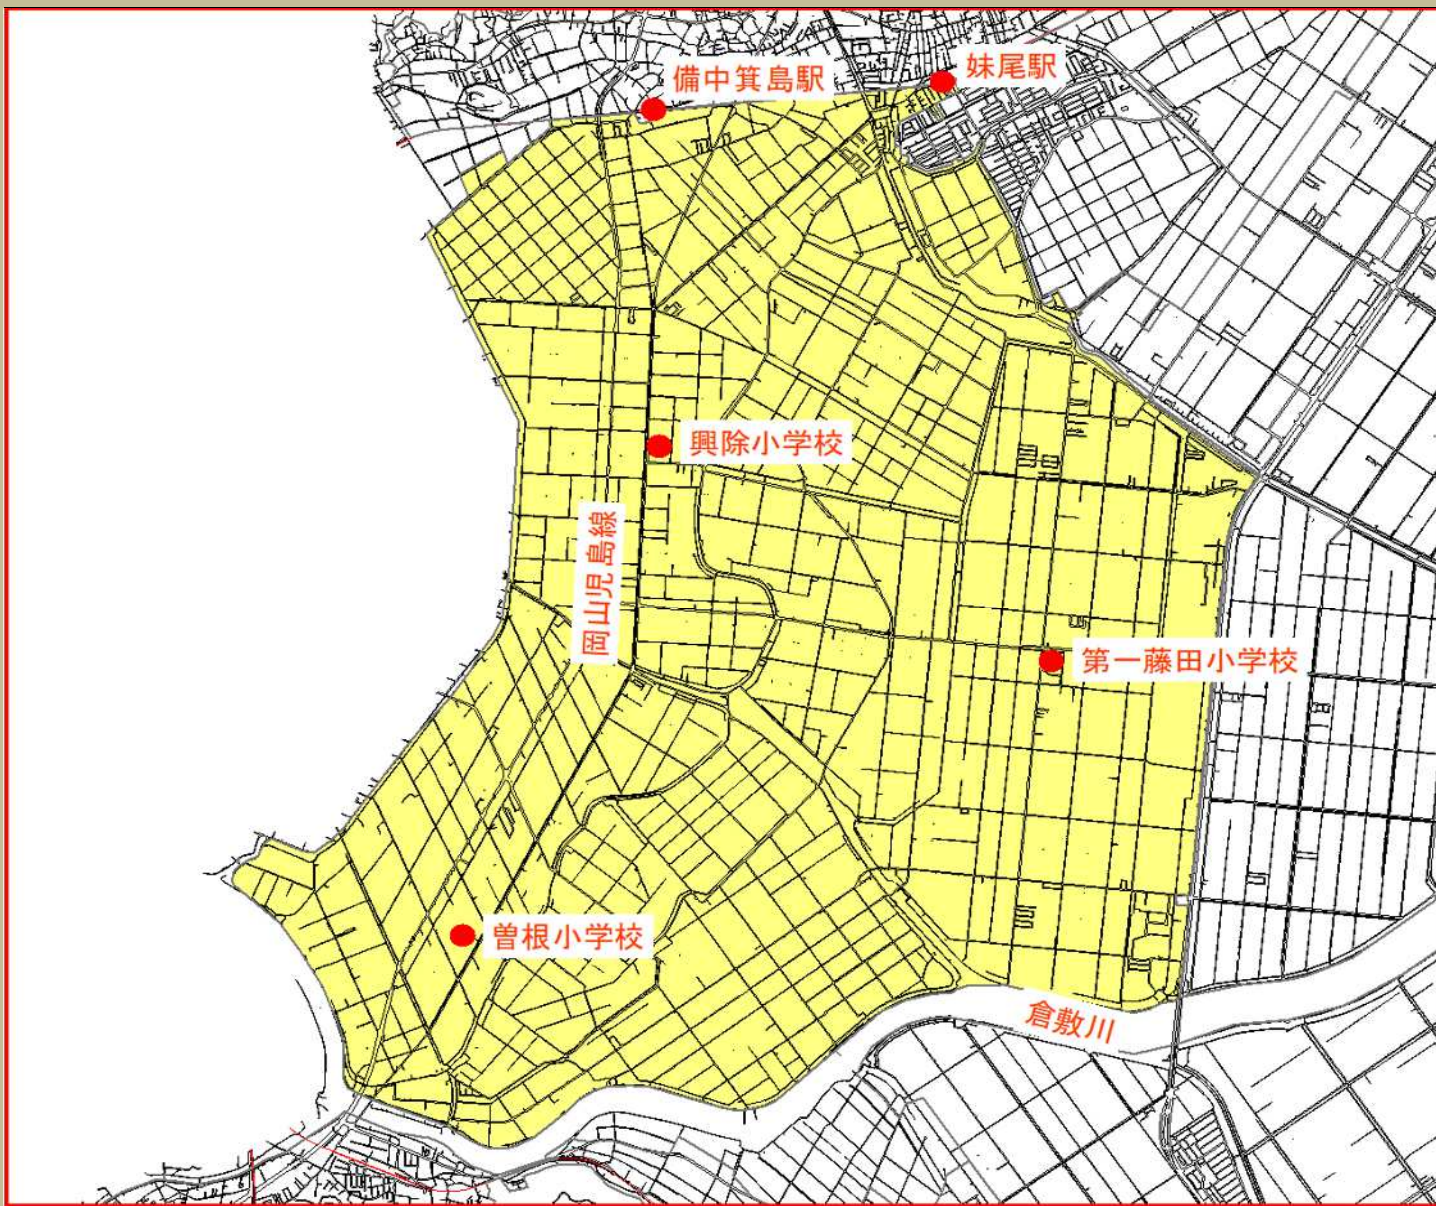 妹尾駅
備中箕島駅
興除小学校
岡山児島線
第一藤田小学校
曽根小学校
倉敷川